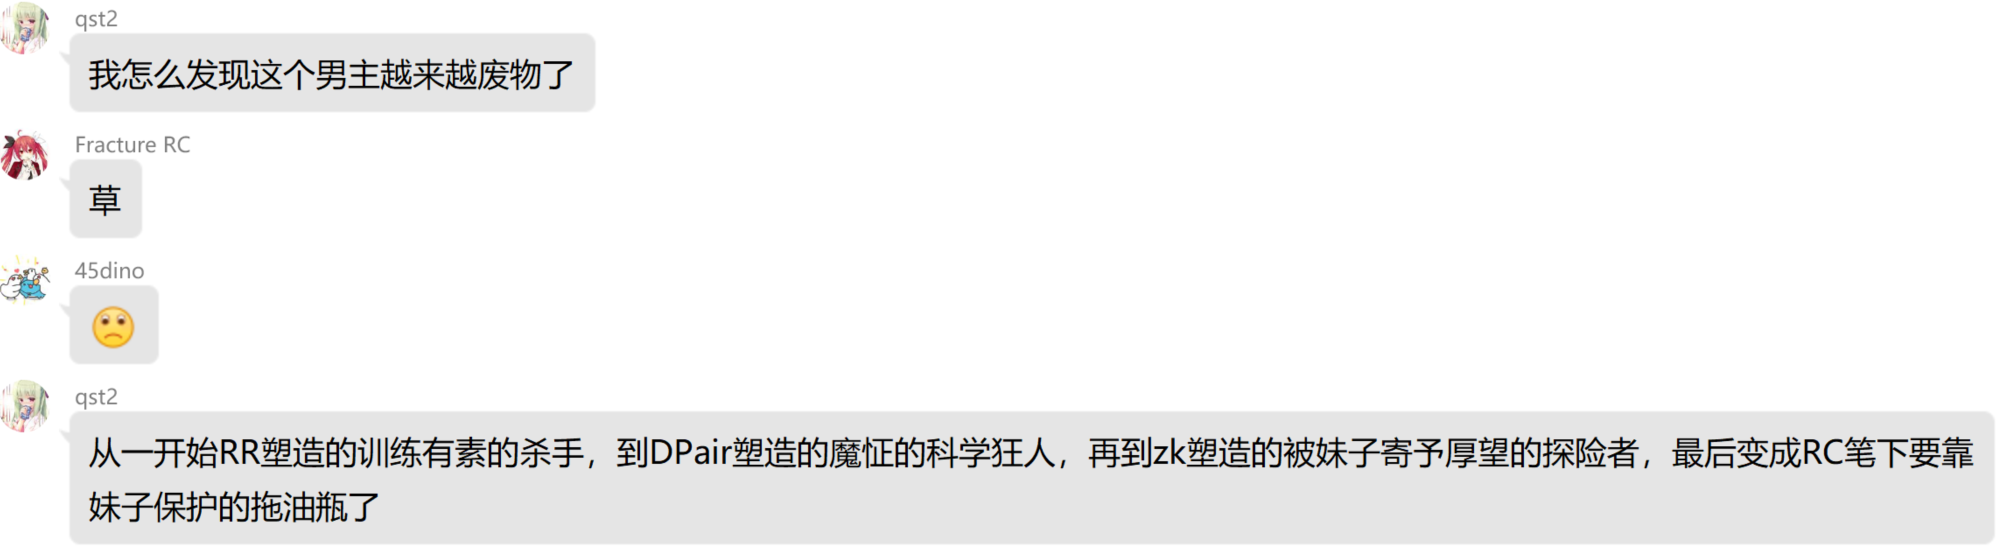 qst2
我怎么发现这个男主越来越废物了
Fracture RC
草
45dino
qst2
从一开始RR塑造的训练有素的杀手，到DPair塑造的魔怔的科学狂人，再到zk塑造的被妹子寄予厚望的探险者，最后变成RC笔下要靠
妹子保护的拖油瓶了